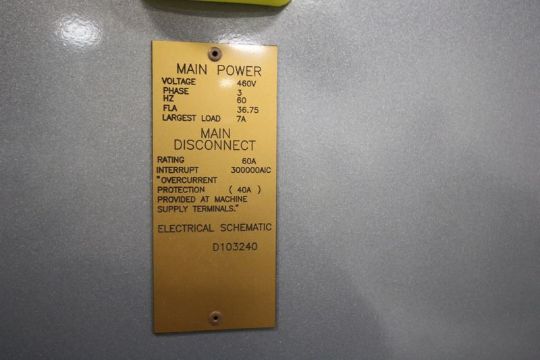 MAIN POWER
VOLTAGE 460V
PHASE 3
HZ 60
FLA 36.75
LARGEST LOAD 7A
MAIN
DISCONNECT
RATING 60A
INTERRUPT 300000AIC
"OVERCURRENT
PROTECTION ( 40A )
PROVIDED AT MACHINE
SUPPLY TERMINALS."
ELECTRICAL SCHEMATIC
D103240